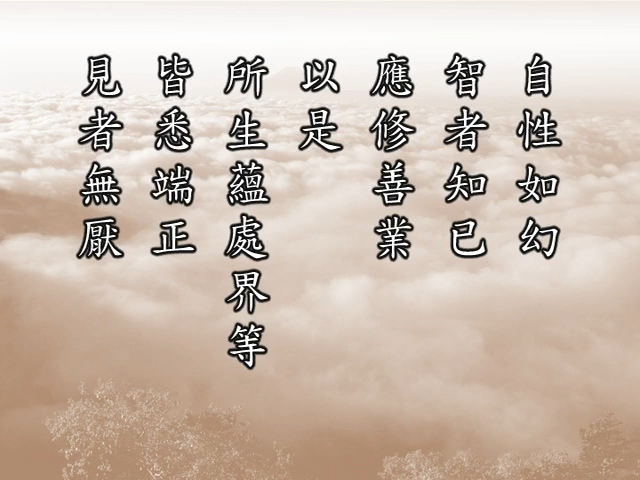 自性如幻
智者知已
應修善業
以是
所生蘊處界等
皆悉端正
見者無厭